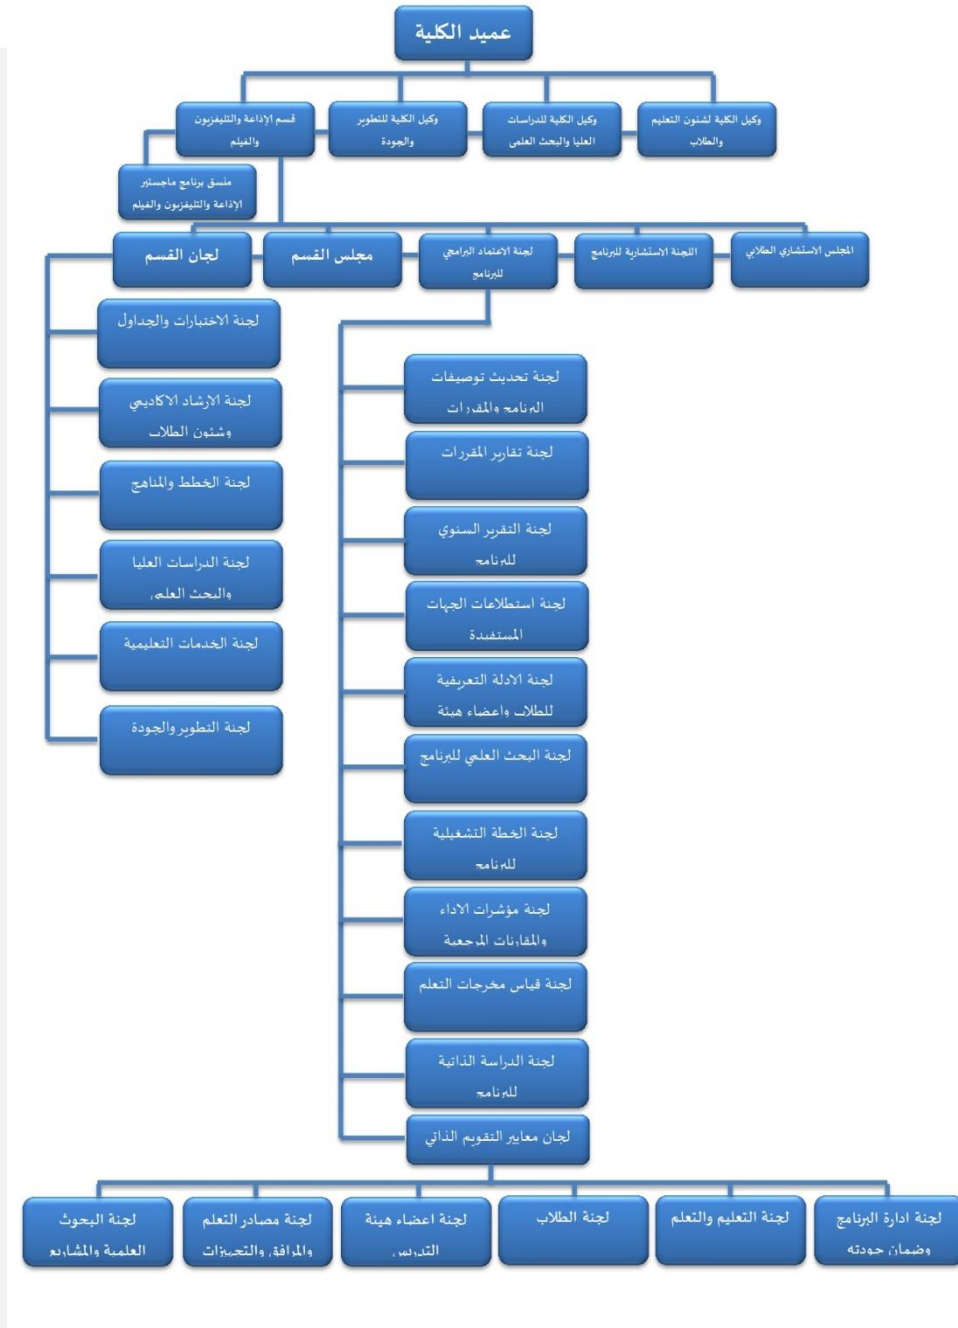 عميد الكلية
وكيل الكلية لشئون التعليم
والطلاب
وكيل الكلية للدراسات
العليا والبحث العلمى
وكيل الكلية للتطوير
والجودة
قسم الإذاعة والتليفزيون
والفيلم
منسق برنامج ماجستير
الإذاعة والتليفزيون والفيلم
المجلس الاستشاري الطلابي
اللجنة الاستشارية للبرنامج
لجنة الاعتماد البرامجي
للبرنامج
مجلس القسم
لجان القسم
لجنة الاختبارات والجداول
لجنة الارشاد الاكاديمي
وشئون الطلاب
لجنة الخطط والمناهج
لجنة الدراسات العليا
والبحث العلمي
لجنة الخدمات التعليمية
لجنة التطوير والجودة
لجنة تحديث توصيفات
البرنامج والمقررات
لجنة تقارير المقررات
لجنة التقرير السنوي
للبرنامج
لجنة استطلاعات الجهات
المستفيدة
لجنة الادلة التعريفية
للطلاب واعضاء هيئة
لجنة البحث العلمي للبرنامج
لجنة الخطة التشغيلية
للبرنامج
لجنة مؤشرات الاداء
والمقارنات المرجعية
لجنة قياس مخرجات التعلم
لجنة الدراسة الذاتية
للبرنامج
لجان معايير التقويم الذاتي
لجنة ادارة البرنامج
وضمان جودته
لجنة التعليم والتعلم
لجنة الطلاب
لجنة اعضاء هيئة
التدريس
لجنة مصادر التعلم
والمرافق والتجهيزات
لجنة البحوث
العلمية والمشاريع